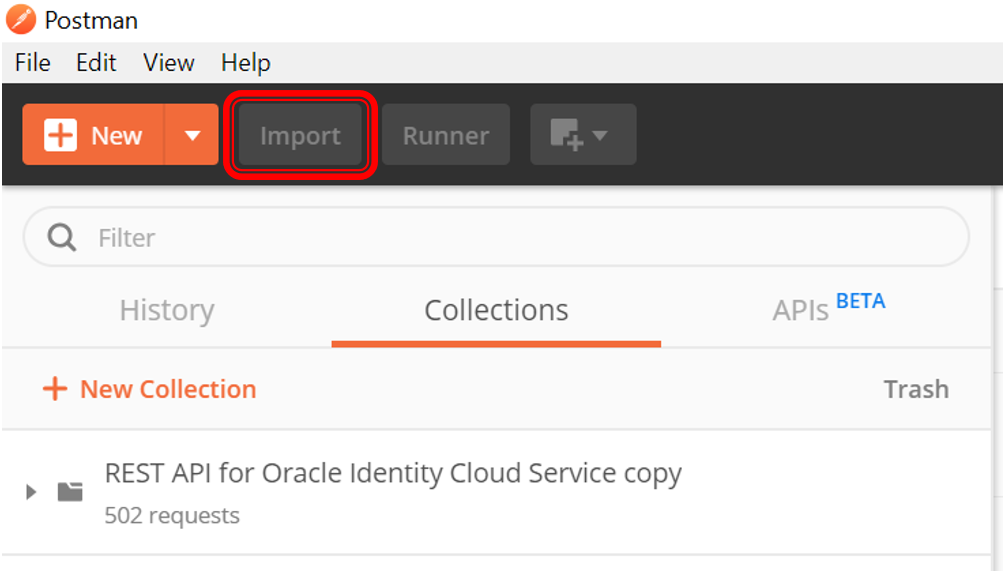 Postman
File Edit View Help
New Import Runner
Filter
History Collections APIs BETA
New Collection Trash
REST API for Oracle Identity Cloud Service copy
502 requests